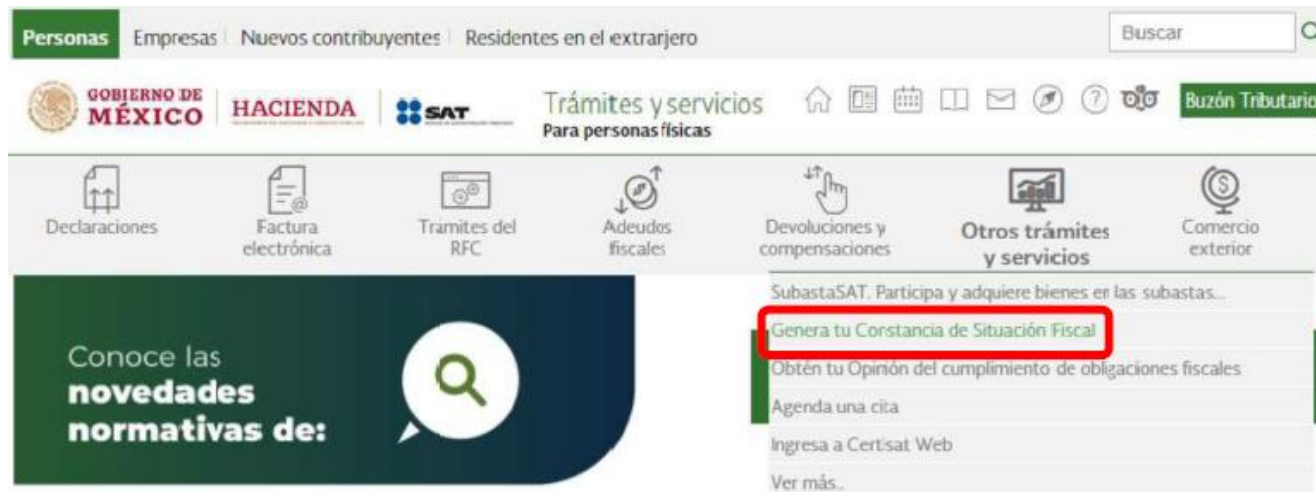 Personas Empresas Nuevos contribuyentes Residentes en el extranjero Buscar
GOBIERNO DE
MÉXICO
HACIENDA
SAT
Trámites y servicios
Para personas físicas
Buzón Tributario
Declaraciones
Factura
electrónica
Trámites del
RFC
Adeudos
fiscales
Devoluciones y
compensaciones
Otros trámites
y servicios
Comercio
exterior
SubastaSAT. Participa y adquiere bienes en las subastas...
Genera tu Constancia de Situación Fiscal
Obtén tu Opinión del cumplimiento de obligaciones fiscales
Agenda una cita
Ingresa a Certisat Web
Ver más..
Conoce las
novedades
normativas de: